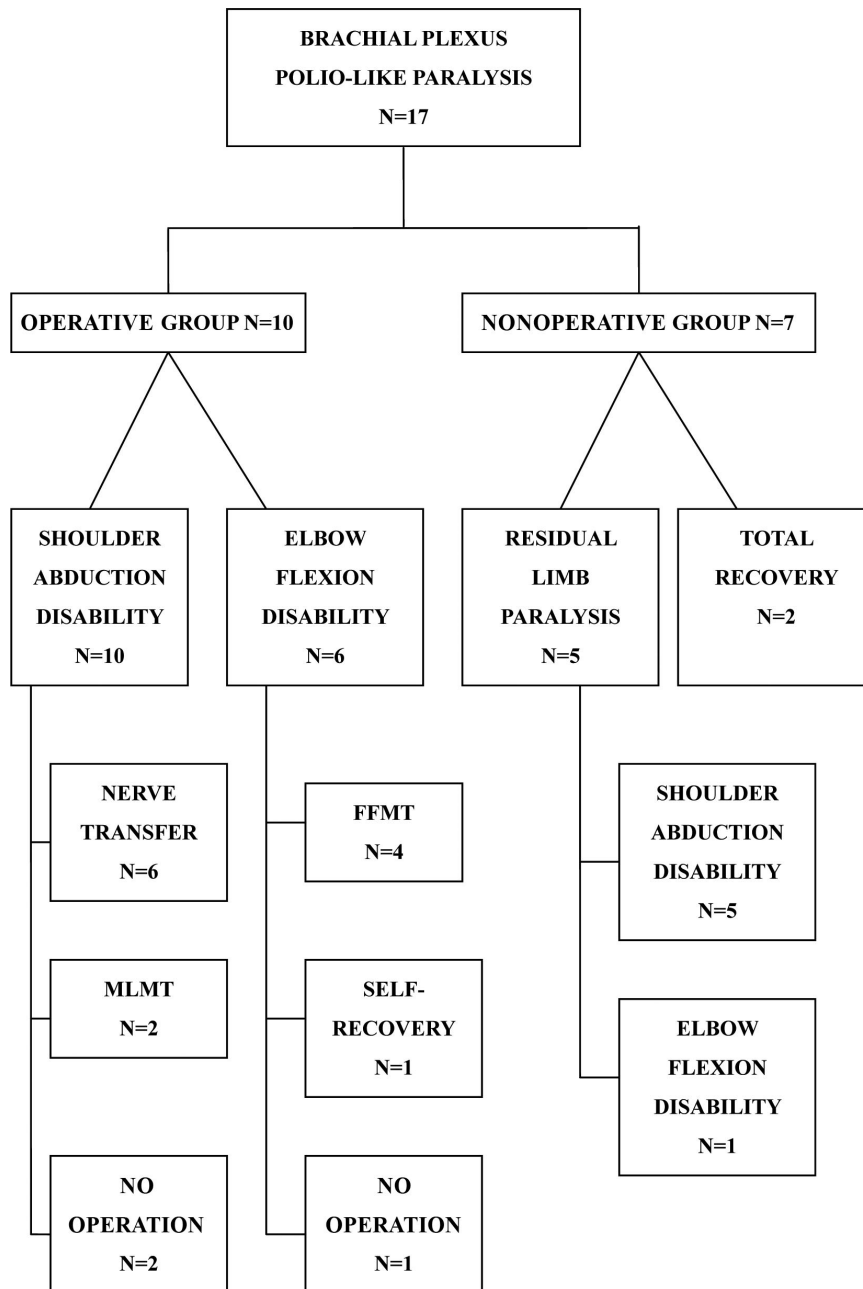 BRACHIAL PLEXUS
POLIO-LIKE PARALYSIS
N=17
OPERATIVE GROUP N=10
NONOPERATIVE GROUP N=7
SHOULDER
ABDUCTION
DISABILITY
N=10
ELBOW
FLEXION
DISABILITY
N=6
RESIDUAL
LIMB
PARALYSIS
N=5
TOTAL
RECOVERY
N=2
NERVE
TRANSFER
N=6
MLMT
N=2
NO
OPERATION
N=2
FFMT
N=4
SELF-
RECOVERY
N=1
NO
OPERATION
N=1
SHOULDER
ABDUCTION
DISABILITY
N=5
ELBOW
FLEXION
DISABILITY
N=1